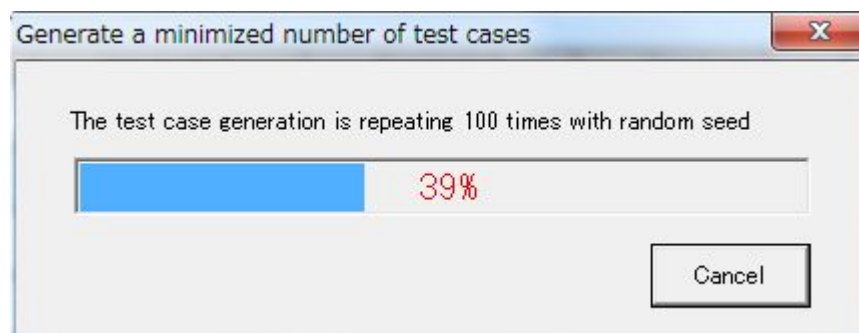 Generate a minimized number of test cases
The test case generation is repeating 100 times with random seed
39%
Cancel